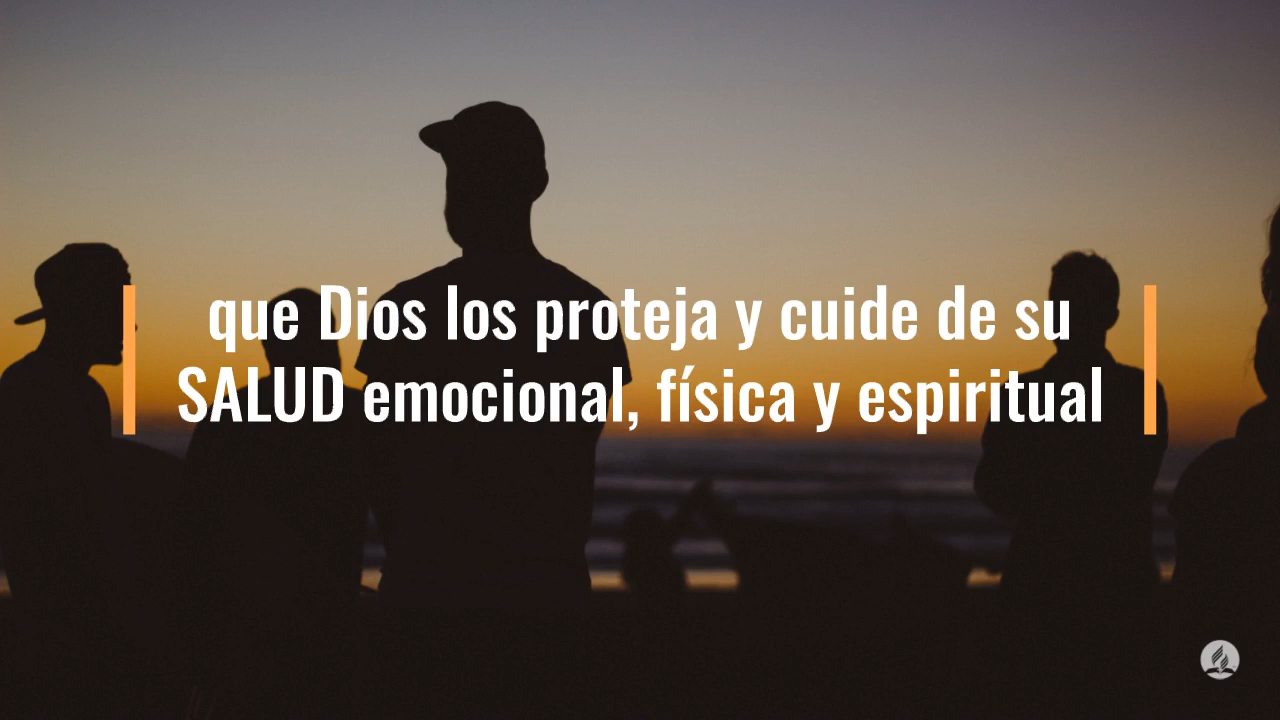 que Dios los proteja y cuide de su
SALUD emocional, física y espiritual